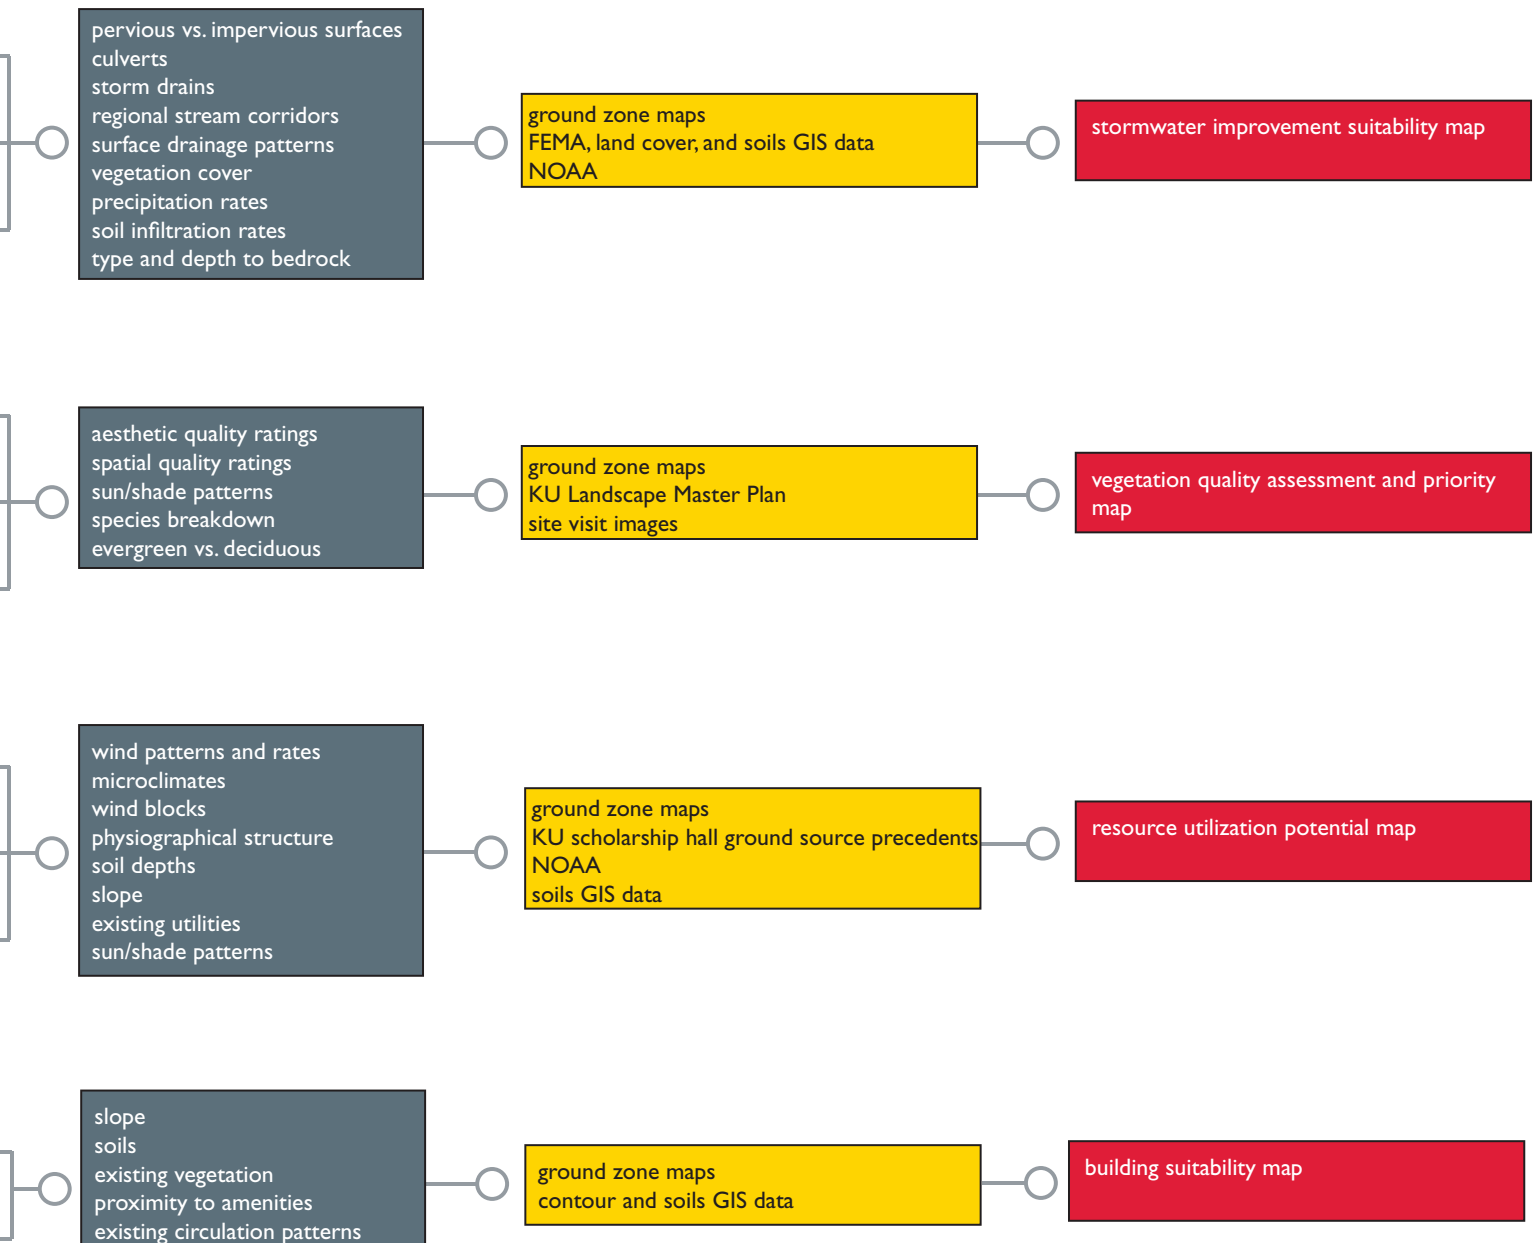 pervious vs. impervious surfaces
culverts
storm drains
regional stream corridors
surface drainage patterns
vegetation cover
precipitation rates
soil infiltration rates
type and depth to bedrock
ground zone maps
FEMA, land cover, and soils GIS data
NOAA
stormwater improvement suitability map
aesthetic quality ratings
spatial quality ratings
sun/shade patterns
species breakdown
evergreen vs. deciduous
ground zone maps
KU Landscape Master Plan
site visit images
vegetation quality assessment and priority
map
wind patterns and rates
microclimates
wind blocks
physiographical structure
soil depths
slope
existing utilities
sun/shade patterns
ground zone maps
KU scholarship hall ground source precedents
NOAA
soils GIS data
resource utilization potential map
slope
soils
existing vegetation
proximity to amenities
existing circulation patterns
ground zone maps
contour and soils GIS data
building suitability map